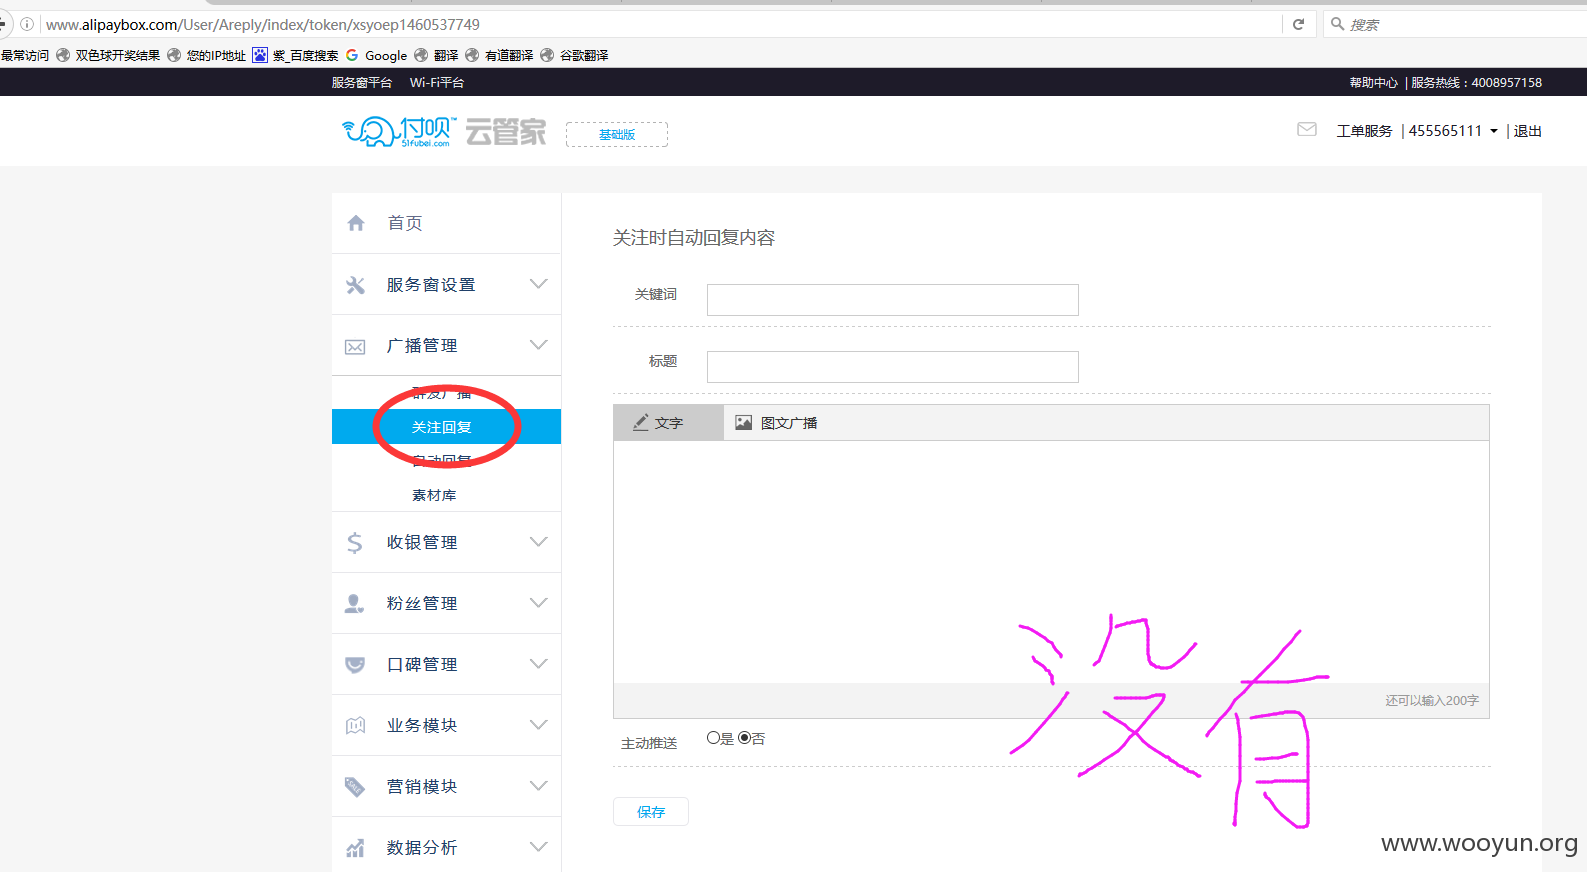 www.alipaybox.com/User/Areply/index/token/xsyoep1460537749
搜索
最常访问 双色球开奖结果 您的IP地址 紫_百度搜索 Google 翻译 有道翻译 谷歌翻译
服务窗平台 Wi-Fi平台 帮助中心 | 服务热线：4008957158
付呗™ 云管家 基础版
51fubei.com
工单服务 | 455565111 | 退出
首页
服务窗设置
广播管理
群发广播
关注回复
自动回复
素材库
收银管理
粉丝管理
口碑管理
业务模块
营销模块
SALE
数据分析
关注时自动回复内容
关键词
标题
文字 图文广播
还可以输入200字
主动推送 是 否
保存
没有
www.wooyun.org